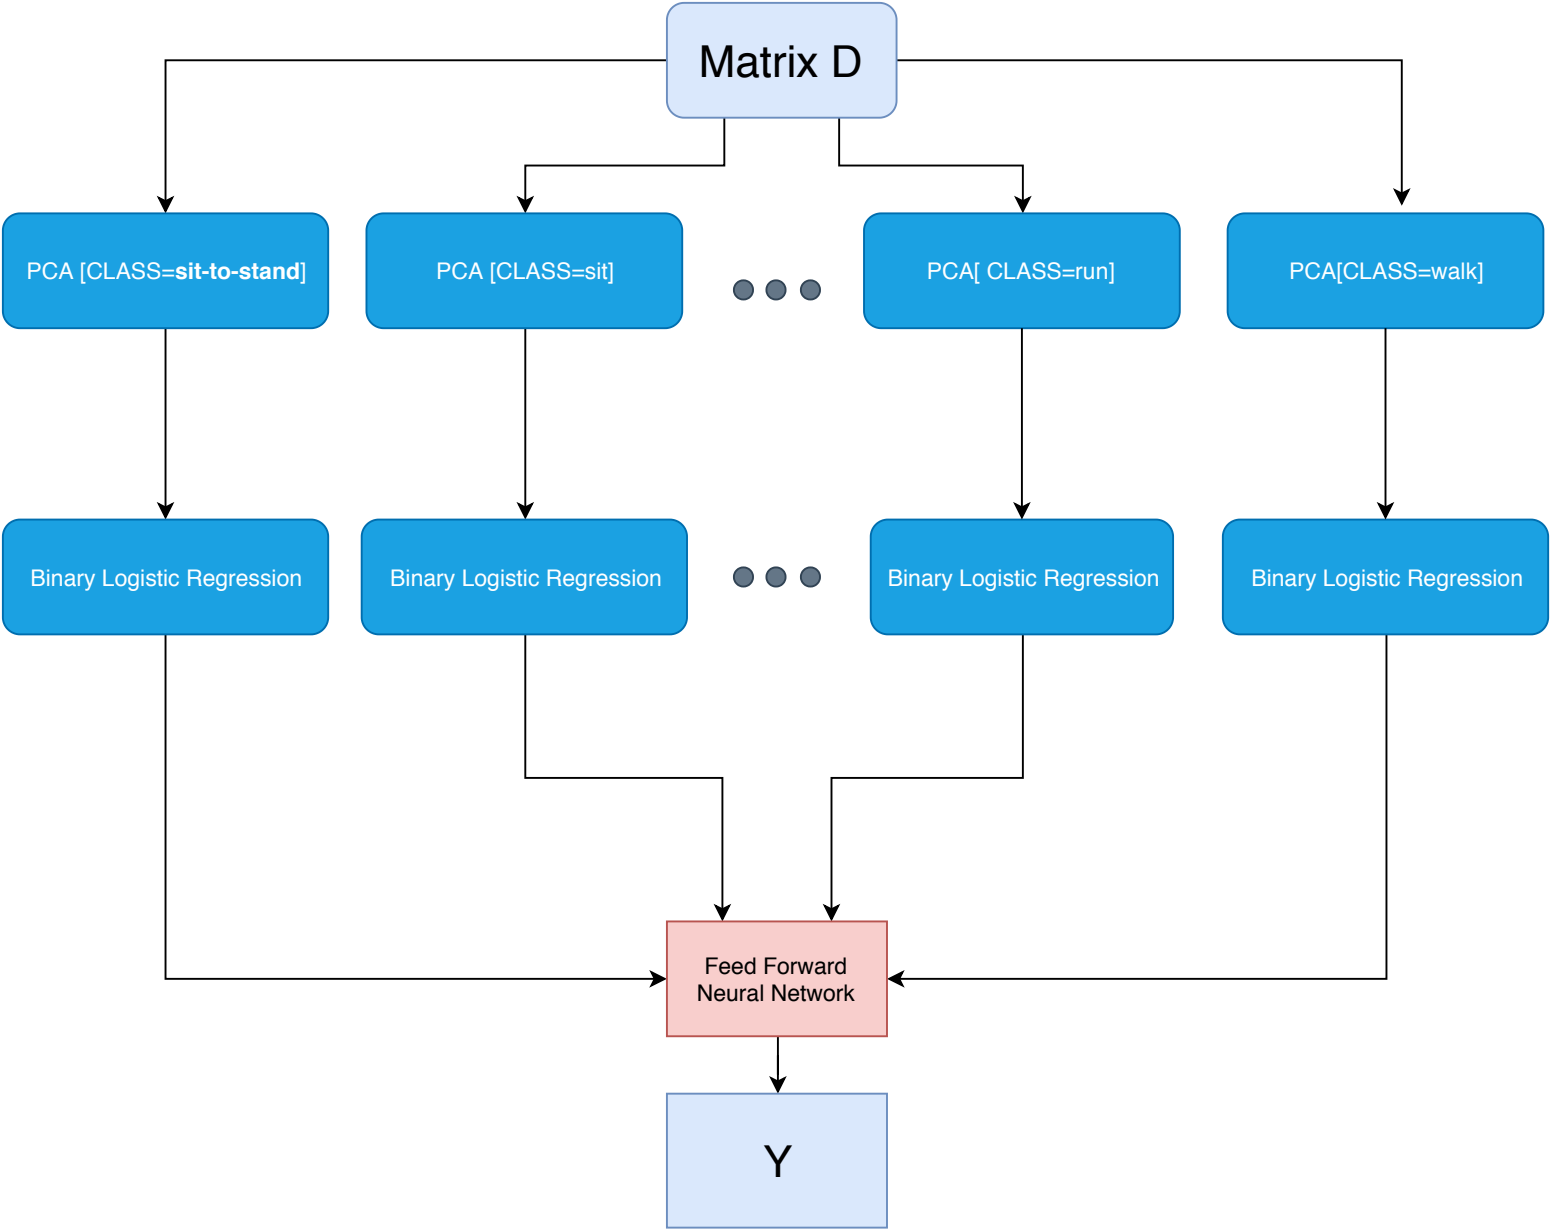 Matrix D
PCA [CLASS=sit-to-stand]
PCA [CLASS=sit]
PCA[ CLASS=run]
PCA[CLASS=walk]
Binary Logistic Regression
Binary Logistic Regression
Binary Logistic Regression
Binary Logistic Regression
Feed Forward
Neural Network
Y